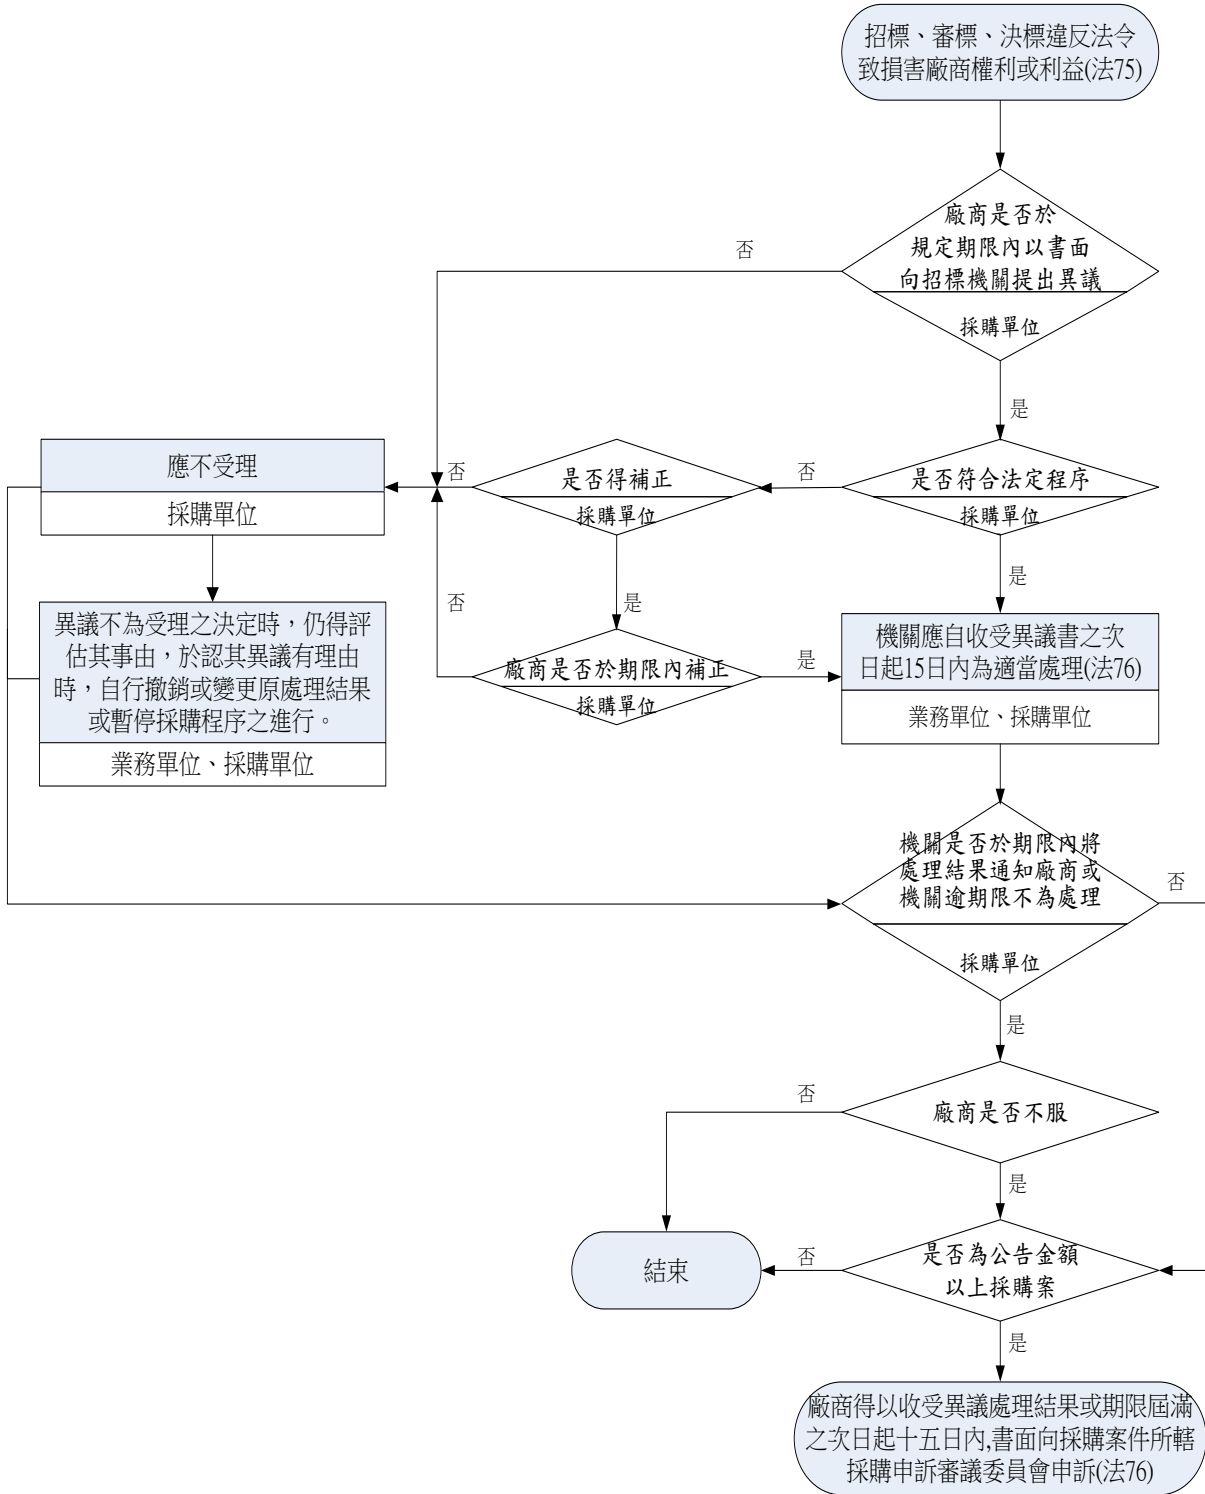 招標、審標、決標違反法令
致損害廠商權利或利益(法75)
廠商是否於
規定期限內以書面
向招標機關提出異議
採購單位
否
是
是否符合法定程序
採購單位
否
是否得補正
採購單位
否
應不受理
採購單位
是
是
否
異議不為受理之決定時，仍得評
估其事由，於認其異議有理由
時，自行撤銷或變更原處理結果
或暫停採購程序之進行。
業務單位、採購單位
廠商是否於期限內補正
採購單位
是
機關應自收受異議書之次
日起15日內為適當處理(法76)
業務單位、採購單位
機關是否於期限內將
處理結果通知廠商或
機關逾期限不為處理
採購單位
否
是
廠商是否不服
否
是
是否為公告金額
以上採購案
否
結束
是
廠商得以收受異議處理結果或期限屆滿
之次日起十五日內,書面向採購案件所轄
採購申訴審議委員會申訴(法76)